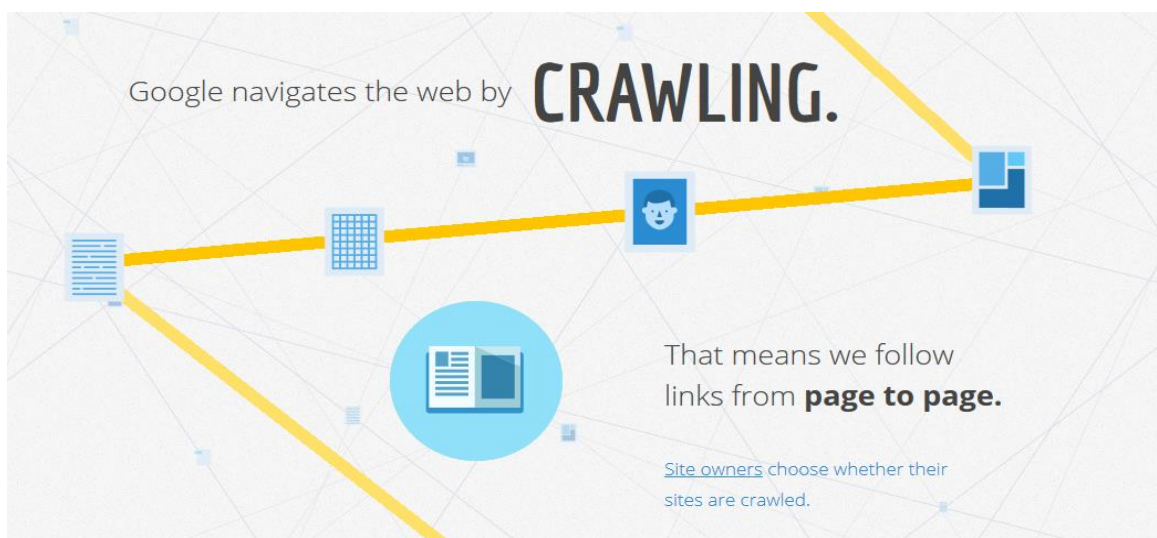 Google navigates the web by CRAWLING.
That means we follow
links from page to page.
Site owners choose whether their
sites are crawled.